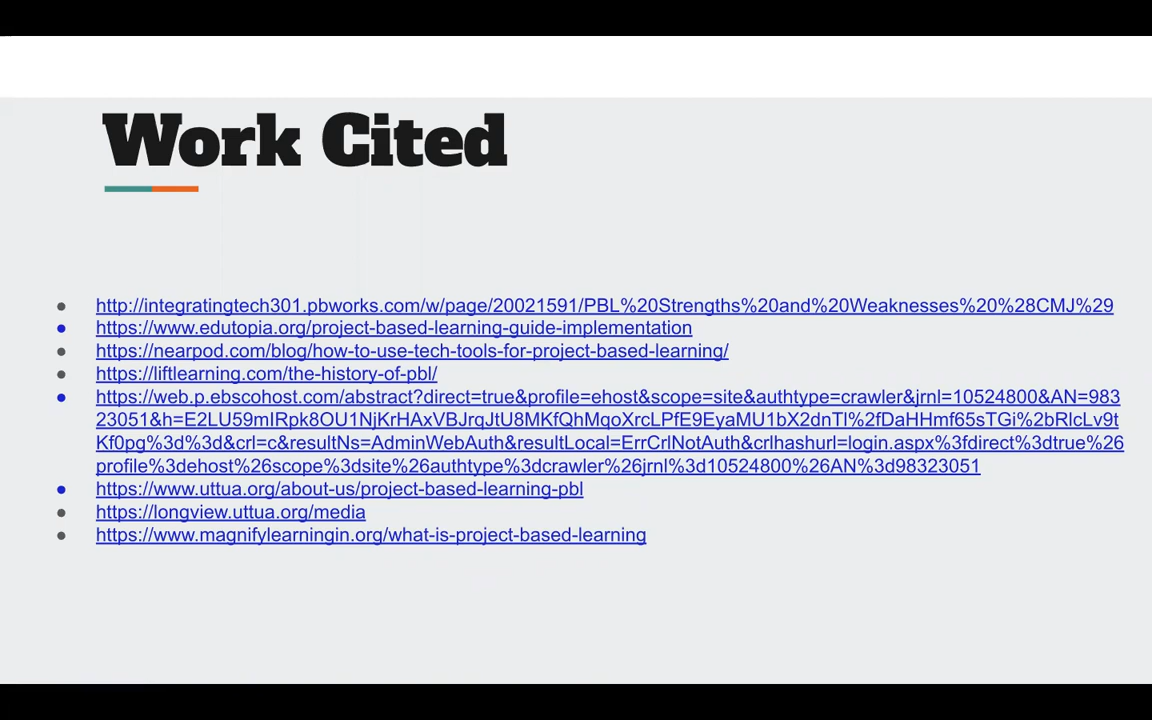 Work Cited
● http://integratingtech301.pbworks.com/w/page/20021591/PBL%20Strengths%20and%20Weaknesses%20%28CMJ%29
● https://www.edutopia.org/project-based-learning-guide-implementation
● https://nearpod.com/blog/how-to-use-tech-tools-for-project-based-learning/
● https://liftlearning.com/the-history-of-pbl/
● https://web.p.ebscohost.com/abstract?direct=true&profile=ehost&scope=site&authtype=crawler&jrnl=10524800&AN=983
23051&h=E2LU59mIRpk8OU1NjKrHAxVBJrqJtU8MKfQhMqoXrcLPfE9EyaMU1bX2dnTl%2fDaHHmf65sTGi%2bRlcLv9t
Kf0pg%3d%3d&crl=c&resultNs=AdminWebAuth&resultLocal=ErrCrlNotAuth&crlhashurl=login.aspx%3fdirect%3dtrue%26
profile%3dehost%26scope%3dsite%26authtype%3dcrawler%26jrnl%3d10524800%26AN%3d98323051
● https://www.uttua.org/about-us/project-based-learning-pbl
● https://longview.uttua.org/media
● https://www.magnifylearningin.org/what-is-project-based-learning